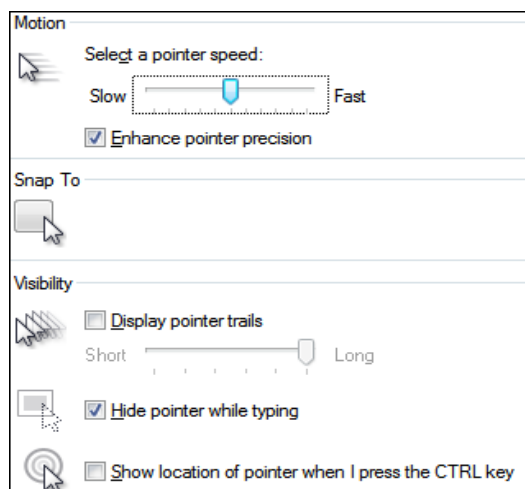 Motion
Select a pointer speed:
Slow Fast
Enhance pointer precision
Snap To
Visibility
Display pointer trails
Short Long
Hide pointer while typing
Show location of pointer when I press the CTRL key